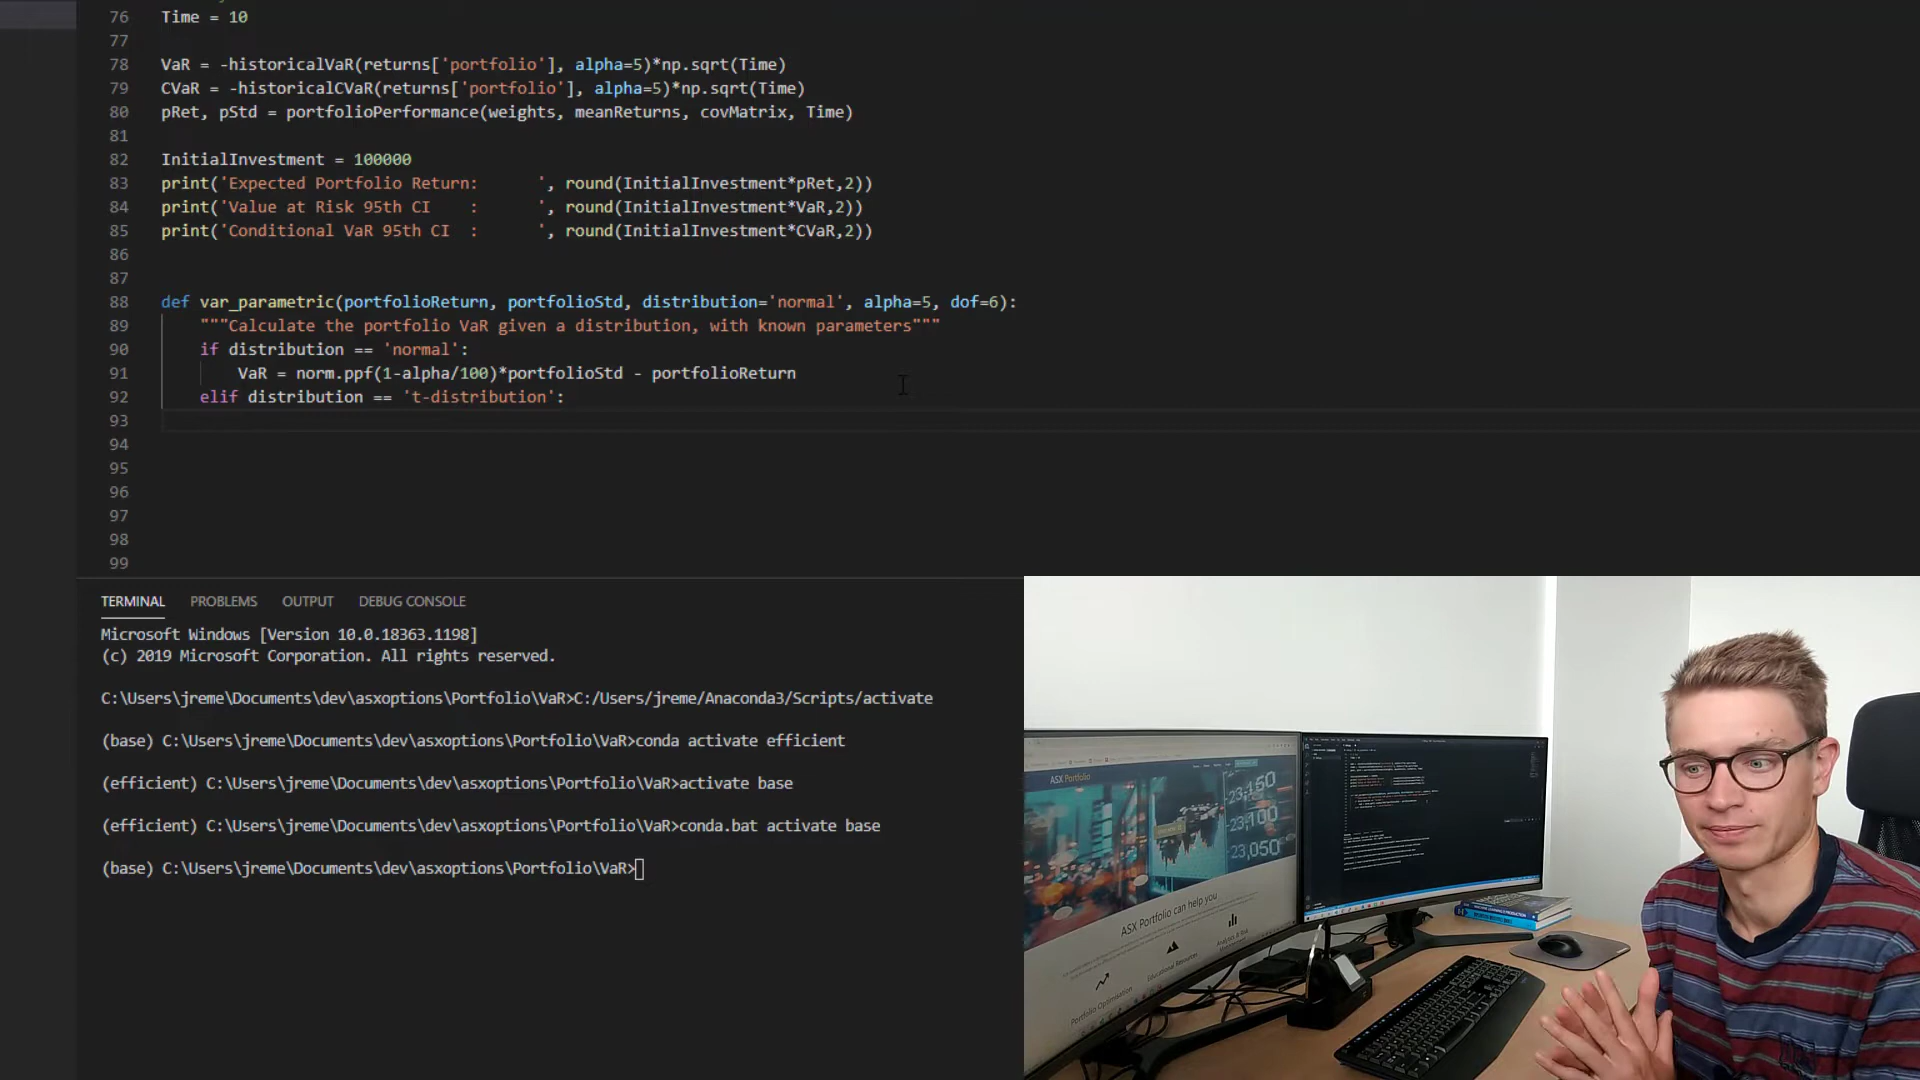 76 Time = 10
77
78 VaR = -historicalVaR(returns['portfolio'], alpha=5)*np.sqrt(Time)
79 CVaR = -historicalCVaR(returns['portfolio'], alpha=5)*np.sqrt(Time)
80 pRet, pStd = portfolioPerformance(weights, meanReturns, covMatrix, Time)
81
82 InitialInvestment = 100000
83 print('Expected Portfolio Return:      ', round(InitialInvestment*pRet,2))
84 print('Value at Risk 95th CI    :      ', round(InitialInvestment*VaR,2))
85 print('Conditional VaR 95th CI  :      ', round(InitialInvestment*CVaR,2))
86
87
88 def var_parametric(portfolioReturn, portfolioStd, distribution='normal', alpha=5, dof=6):
89 """Calculate the portfolio VaR given a distribution, with known parameters"""
90 if distribution == 'normal':
91 VaR = norm.ppf(1-alpha/100)*portfolioStd - portfolioReturn
92 elif distribution == 't-distribution':
93
94
95
96
97
98
99
TERMINAL PROBLEMS OUTPUT DEBUG CONSOLE
Microsoft Windows [Version 10.0.18363.1198]
(c) 2019 Microsoft Corporation. All rights reserved.
C:\Users\jreme\Documents\dev\asxoptions\Portfolio\VaR>C:/Users/jreme/Anaconda3/Scripts/activate
(base) C:\Users\jreme\Documents\dev\asxoptions\Portfolio\VaR>conda activate efficient
(efficient) C:\Users\jreme\Documents\dev\asxoptions\Portfolio\VaR>activate base
(efficient) C:\Users\jreme\Documents\dev\asxoptions\Portfolio\VaR>conda.bat activate base
(base) C:\Users\jreme\Documents\dev\asxoptions\Portfolio\VaR>
ASX Portfolio
23,150
23,100
23,050
ASX Portfolio can help you
Portfolio Optimisation
Educational Resources
Analysis & Risk